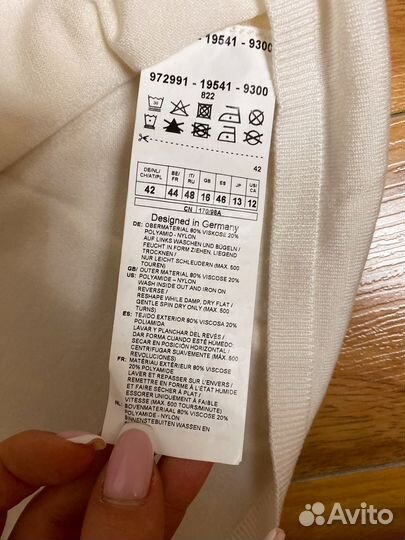 - 19541 - 9300
972991 - 19541 - 9300
822
42
DE/NL/ BE/ IT/ GB ES JP US/
CH/AT/PL FR RU CA
42 44 48 16 46 13 12
CN 170/98A
Designed in Germany
DE: OBERMATERIAL 80% VISKOSE 20%
POLYAMID - NYLON
AUF LINKS WASCHEN UND BÜGELN /
FEUCHT IN FORM ZIEHEN, LIEGEND
TROCKNEN /
NUR LEICHT SCHLEUDERN (MAX. 500
TOUREN)
GB/ OUTER MATERIAL 80% VISCOSE 20%
US: POLYAMIDE – NYLON
WASH INSIDE OUT AND IRON ON
REVERSE /
RESHAPE WHILE DAMP, DRY FLAT /
GENTLE SPIN DRY ONLY (MAX. 500
TURNS)
ES: TEJIDO EXTERIOR 80% VISCOSA 20%
POLIAMIDA
LAVAR Y PLANCHAR DEL REVÉS /
DAR FORMA CUANDO ESTÉ HÚMEDO
SECAR EN POSICIÓN HORIZONTAL /
CENTRIFUGAR SUAVEMENTE (MÁX. 500
REVOLUCIONES)
FR: MATÉRIAU EXTÉRIEUR 80% VISCOSE
20% POLYAMIDE
LAVER ET REPASSER SUR L'ENVERS /
REMETTRE EN FORME À L'ÉTAT HUMIDE
ET FAIRE SÉCHER À PLAT /
ESSORER UNIQUEMENT À FAIBLE
VITESSE (MAX. 500 TOURS/MINUTE)
NL: BOVENMATERIAAL 80% VISCOSE 20%
POLYAMIDE
BINNENSTEBUITEN WASSEN EN
Avito